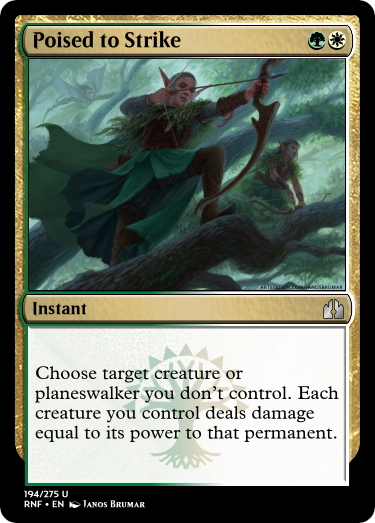 Poised to Strike
Instant
Choose target creature or
planeswalker you don't control. Each
creature you control deals damage
equal to its power to that permanent.
194/275 U
RNF • EN Janos Brumar